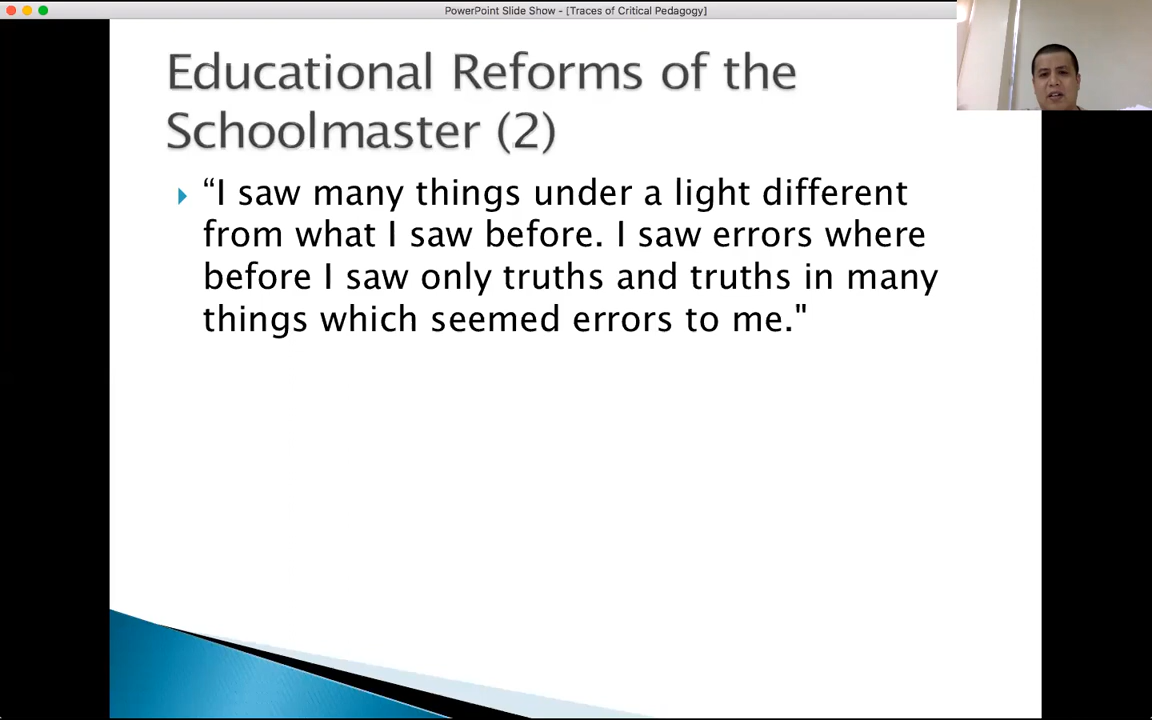 PowerPoint Slide Show - [Traces of Critical Pedagogy]
Educational Reforms of the
Schoolmaster (2)
“I saw many things under a light different
from what I saw before. I saw errors where
before I saw only truths and truths in many
things which seemed errors to me."